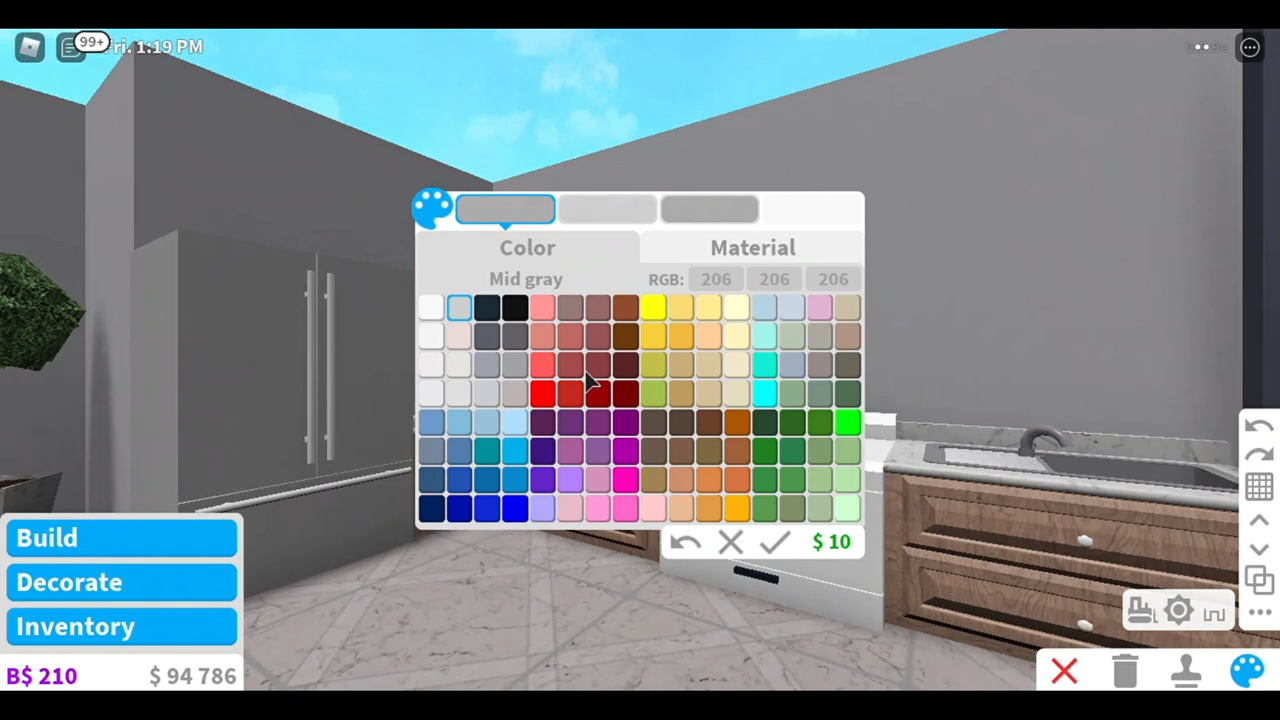 99+
Fri. 1:19 PM
Color
Material
Mid gray
RGB: 206 206 206
$ 10
Build
Decorate
Inventory
B$ 210
$ 94 786